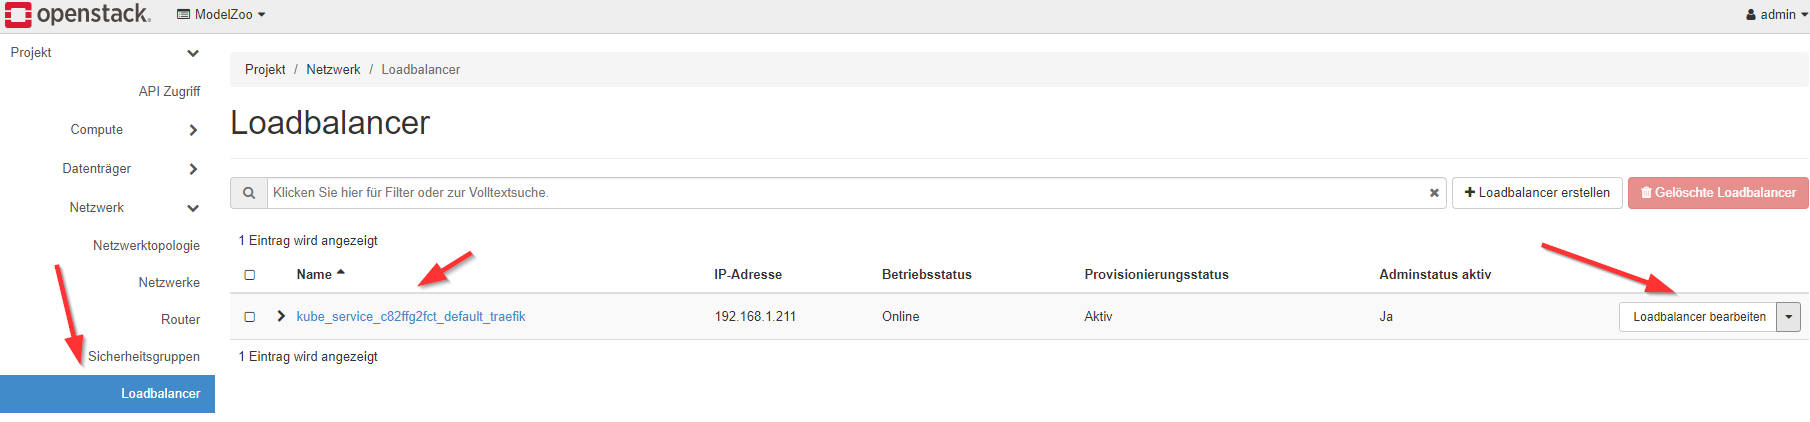 openstack. ModelZoo admin
Projekt
API Zugriff
Compute
Datenträger
Netzwerk
Netzwerktopologie
Netzwerke
Router
Sicherheitsgruppen
Loadbalancer
Projekt / Netzwerk / Loadbalancer
Loadbalancer
Klicken Sie hier für Filter oder zur Volltextsuche. Loadbalancer erstellen Gelöschte Loadbalancer
1 Eintrag wird angezeigt
Name IP-Adresse Betriebsstatus Provisionierungsstatus Adminstatus aktiv
kube_service_c82ffg2fct_default_traefik 192.168.1.211 Online Aktiv Ja Loadbalancer bearbeiten
1 Eintrag wird angezeigt